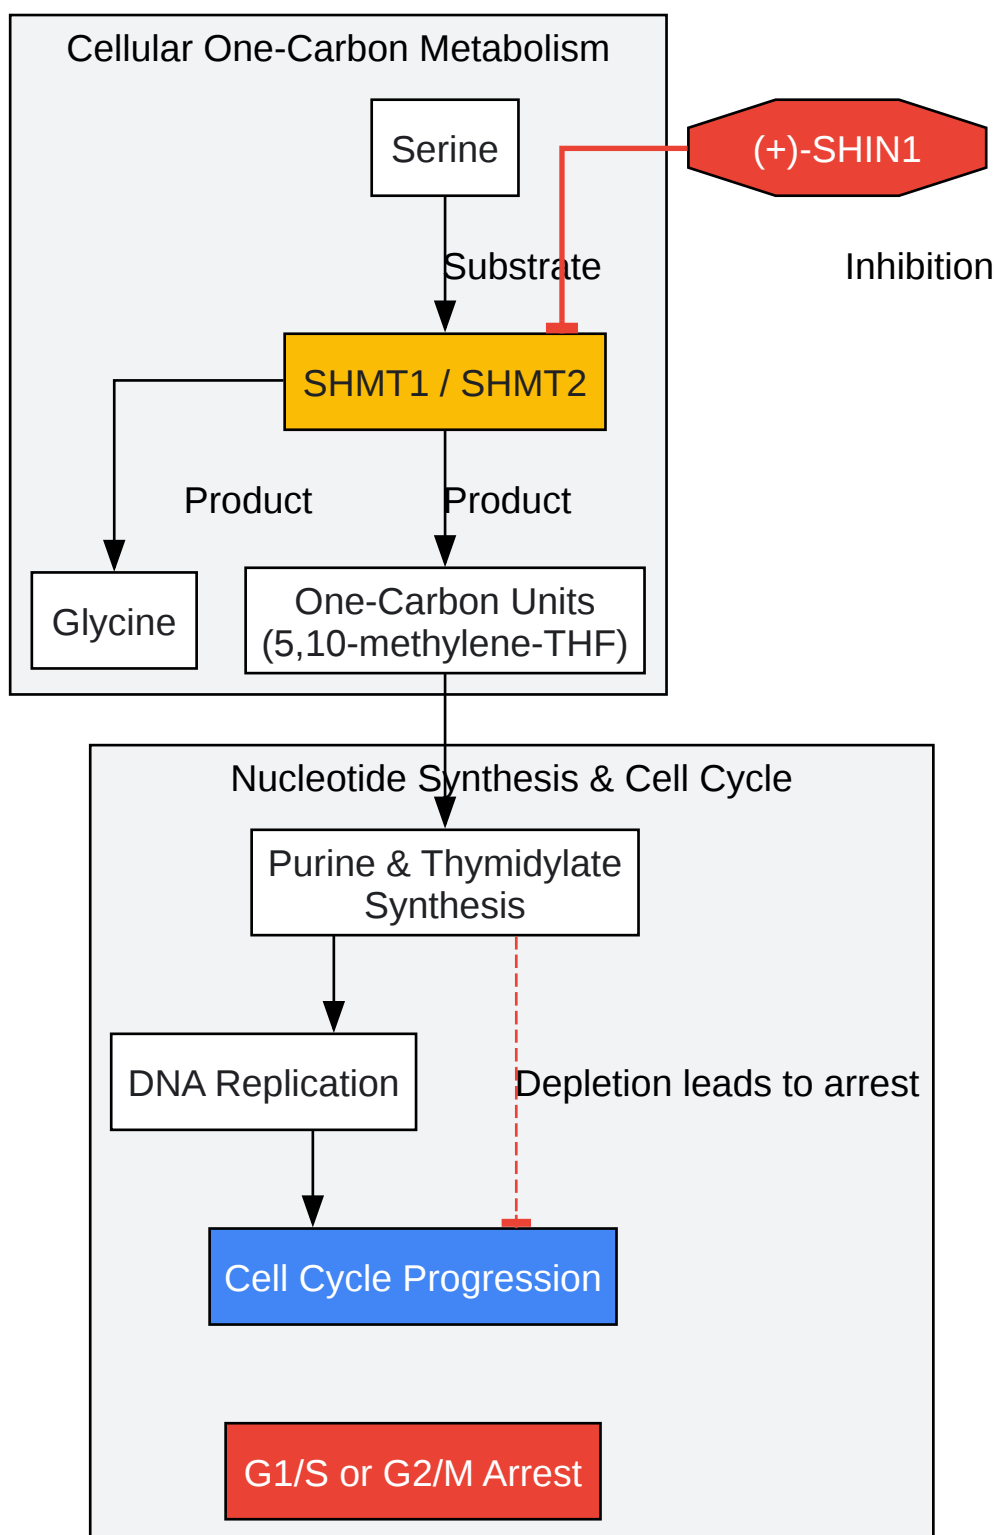 Cellular One-Carbon Metabolism
Serine
(+)-SHIN1
Substrate
Inhibition
SHMT1 / SHMT2
Product
Product
Glycine
One-Carbon Units
(5,10-methylene-THF)
Nucleotide Synthesis & Cell Cycle
Purine & Thymidylate
Synthesis
DNA Replication
Depletion leads to arrest
Cell Cycle Progression
G1/S or G2/M Arrest